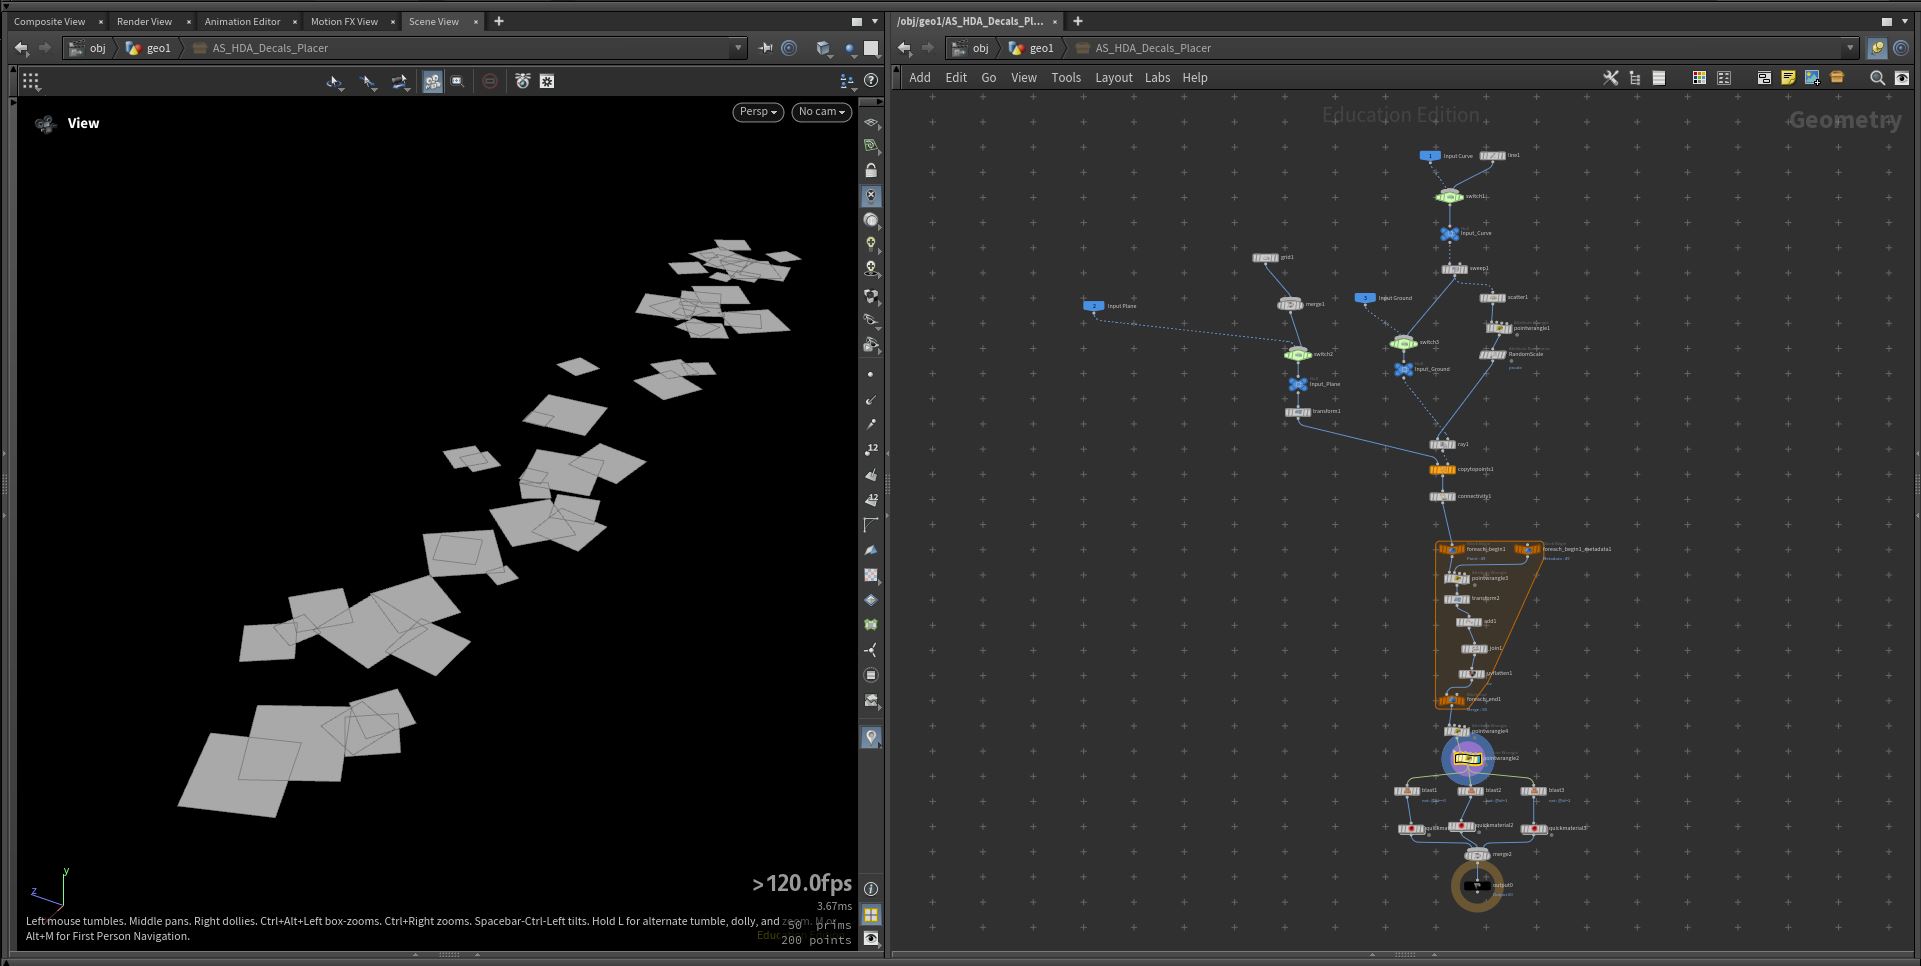 Composite View × Render View × Animation Editor × Motion FX View × Scene View × +
obj geo1 AS_HDA_Decals_Placer
View
Persp No cam
12
12
y
z
>120.0fps
3.67ms
Left mouse tumbles. Middle pans. Right dollies. Ctrl+Alt+Left box-zooms. Ctrl+Right zooms. Spacebar-Ctrl-Left tilts. Hold L for alternate tumble, dolly, and zoom. M or
Alt+M for First Person Navigation.
50 prims
200 points
/obj/geo1/AS_HDA_Decals_Pl... × +
obj geo1 AS_HDA_Decals_Placer
Add Edit Go View Tools Layout Labs Help
Education Edition
Geometry
1 Input Curve line1
switch1
Input_Curve
grid1
sweep1
2 Input Plane
merge1
3 Input Ground
scatter1
pointwrangle1
switch2
switch3
RandomScale
pscale
Input_Plane
Input_Ground
transform1
ray1
copytopoints1
connectivity1
foreach_begin1 foreach_begin1_metadata1
pointwrangle3
transform2
add1
join1
uvflatten1
foreach_end1
pointwrangle4
pointwrangle2
blast1 blast2 blast3
quickmaterial2 quickmaterial3
merge2
output0